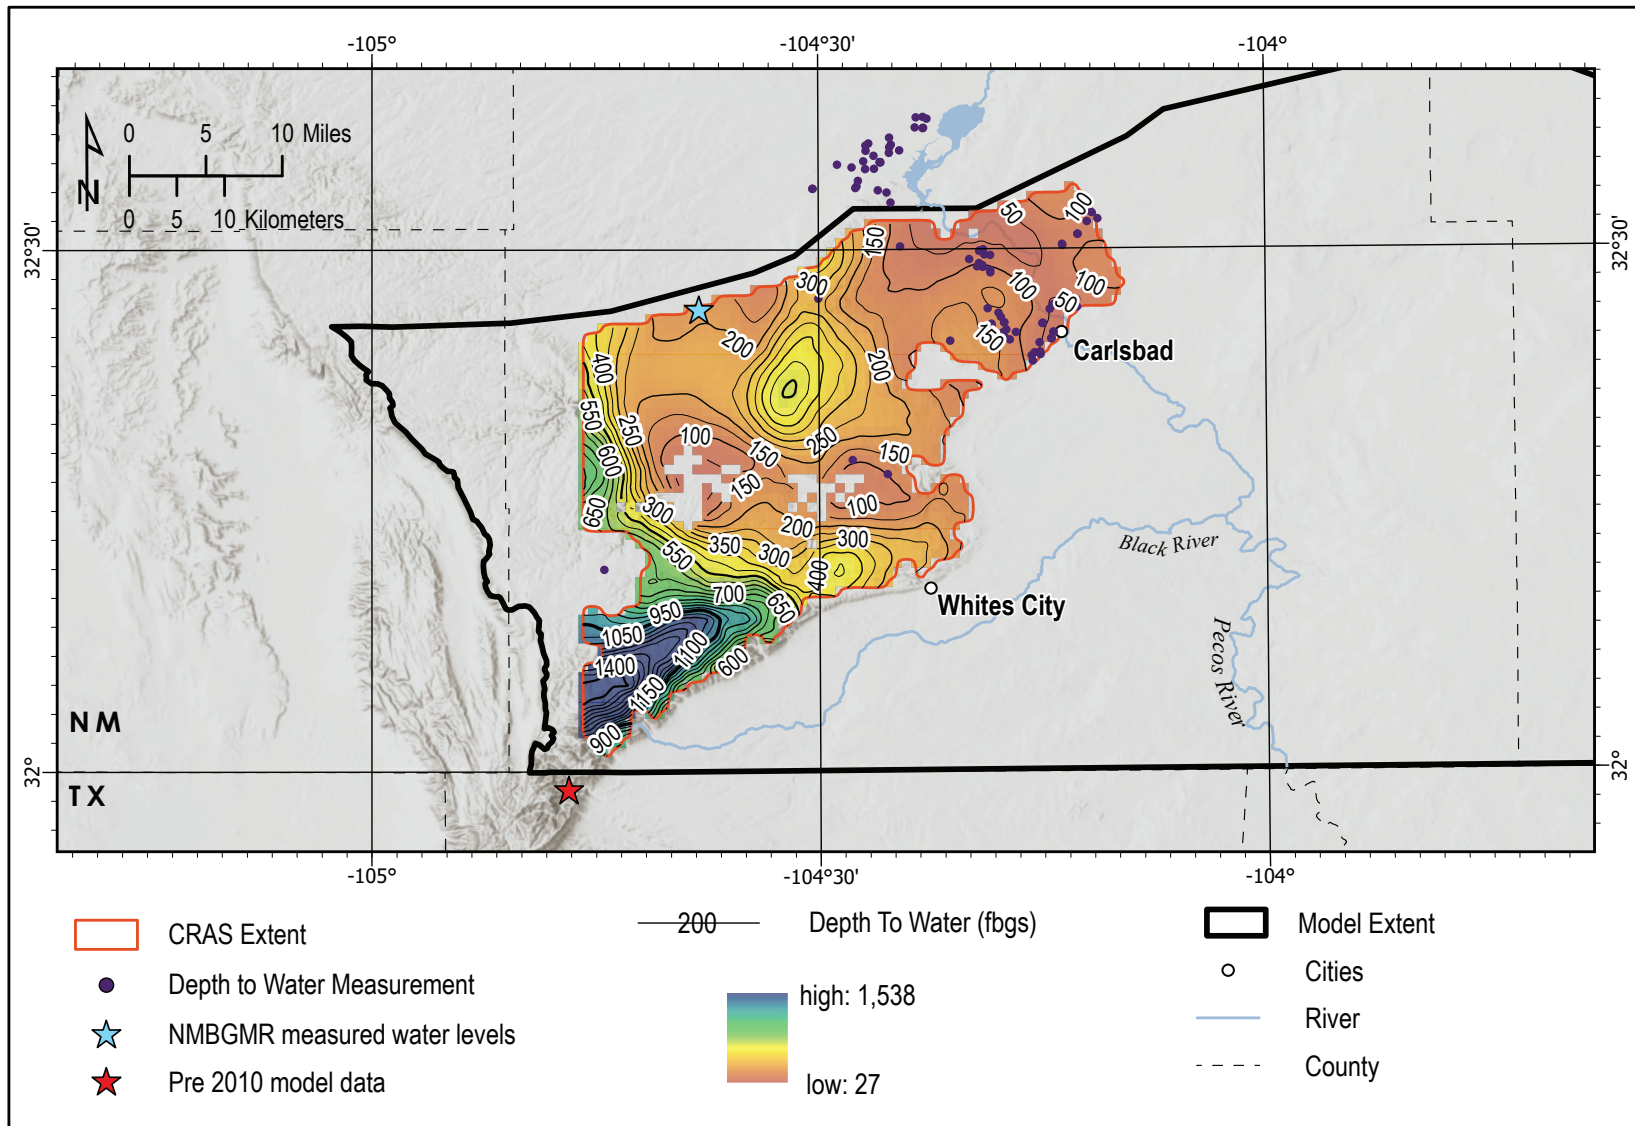 -105°
-104°30'
-104°
0 5 10 Miles
N
0 5 10 Kilometers
32°30'
32°30'
50
100
150
300
100
100
50
200
150
200
Carlsbad
400
550
250
600
100
150
250
150
150
100
650
300
200
550
350
300
300
400
Black River
Whites City
700
650
950
1050
1100
600
1400
1150
900
Pecos River
NM
32°
32°
TX
-105°
-104°30'
-104°
CRAS Extent
Depth to Water Measurement
NMBGMR measured water levels
Pre 2010 model data
200 Depth To Water (fbgs)
high: 1,538
low: 27
Model Extent
Cities
River
County